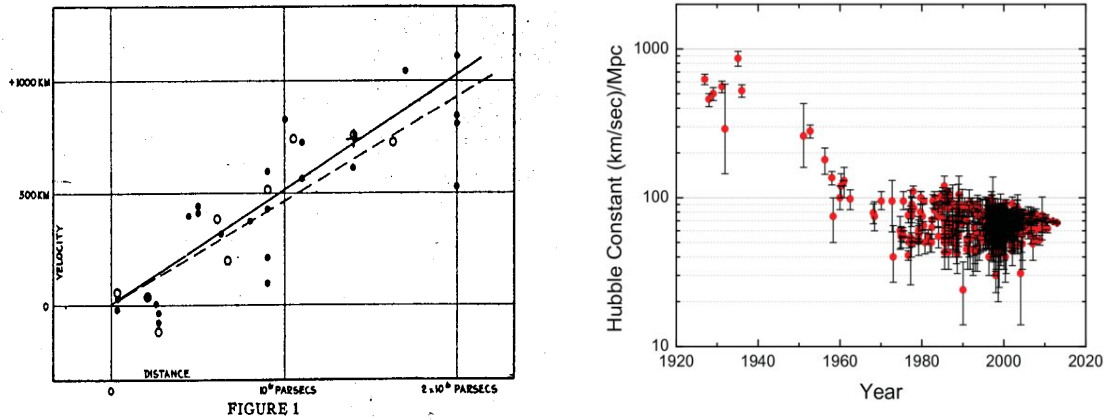 +1000 KM
500 KM
0
VELOCITY
DISTANCE
0
10⁶ PARSECS
2 x 10⁶ PARSECS
FIGURE 1
Hubble Constant (km/sec)/Mpc
1000
100
10
1920
1940
1960
1980
2000
2020
Year